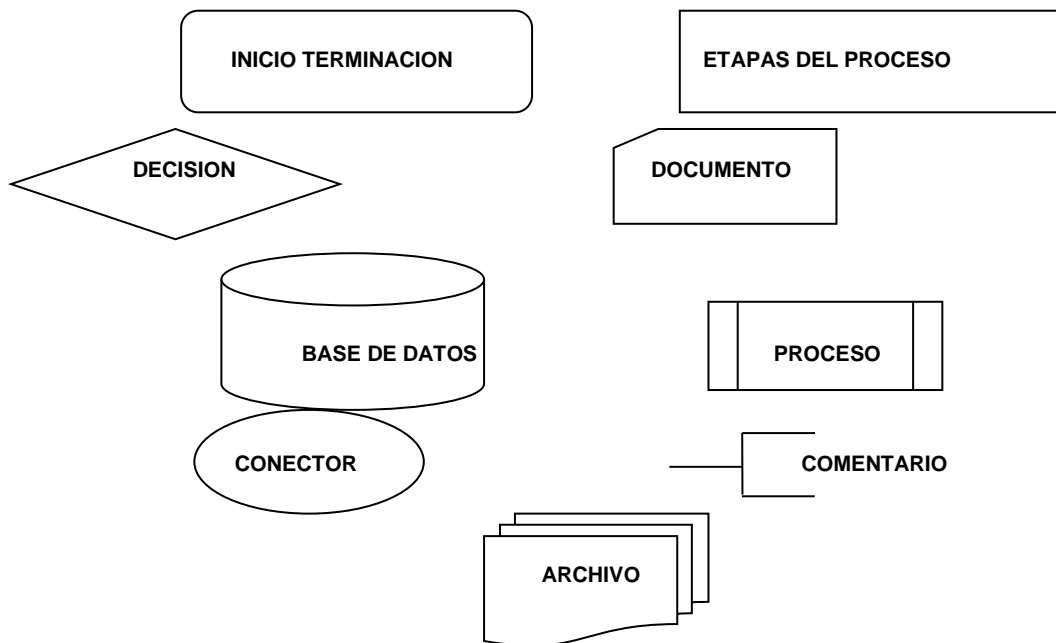 INICIO TERMINACION
ETAPAS DEL PROCESO
DECISION
DOCUMENTO
BASE DE DATOS
PROCESO
CONECTOR
COMENTARIO
ARCHIVO